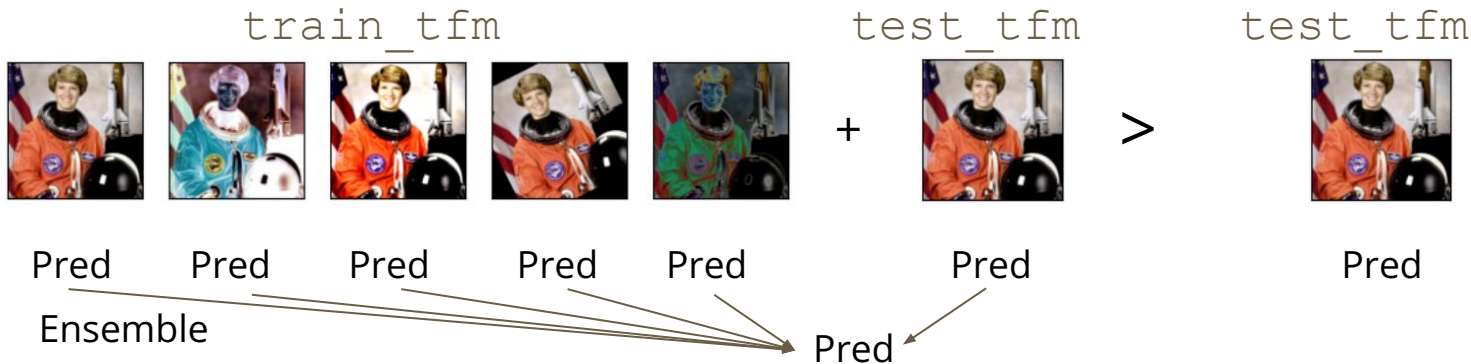 train_tfm test_tfm test_tfm
+ >
Pred Pred Pred Pred Pred Pred Pred
Ensemble
Pred